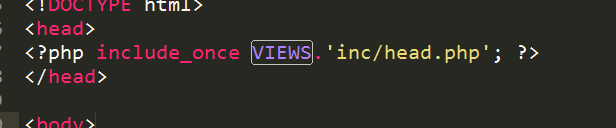 <!DOCTYPE html>
<head>
<?php include_once VIEWS.'inc/head.php'; ?>
</head>
<body>